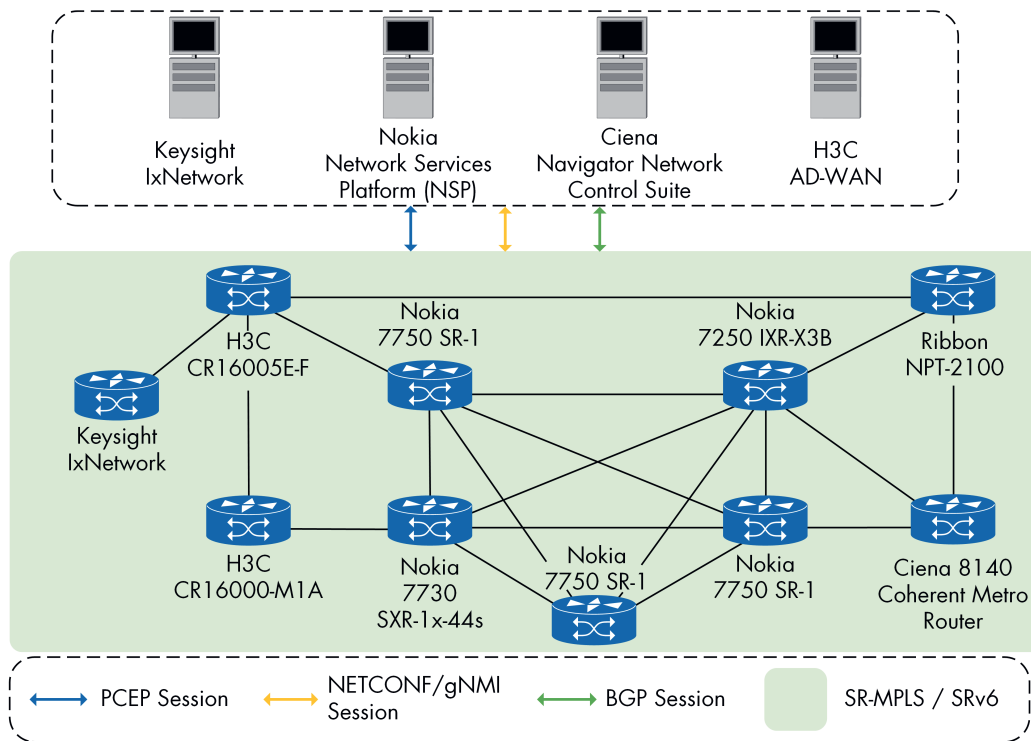 Keysight
IxNetwork
Nokia
Network Services
Platform (NSP)
Ciena
Navigator Network
Control Suite
H3C
AD-WAN
H3C
CR16005E-F
Nokia
7750 SR-1
Nokia
7250 IXR-X3B
Ribbon
NPT-2100
Keysight
IxNetwork
H3C
CR16000-M1A
Nokia
7730
SXR-1x-44s
Nokia
7750 SR-1
Nokia
7750 SR-1
Ciena 8140
Coherent Metro
Router
PCEP Session
NETCONF/gNMI
Session
BGP Session
SR-MPLS / SRv6